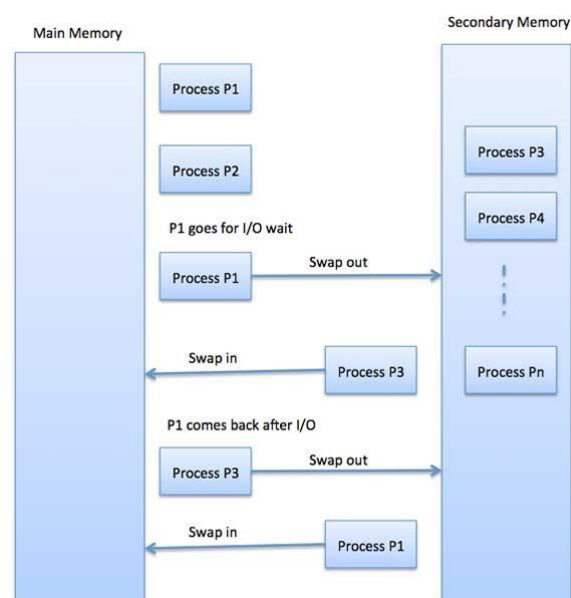 Main Memory
Secondary Memory
Process P1
Process P2
Process P3
Process P4
P1 goes for I/O wait
Process P1
Swap out
Swap in
Process P3
Process Pn
P1 comes back after I/O
Process P3
Swap out
Swap in
Process P1